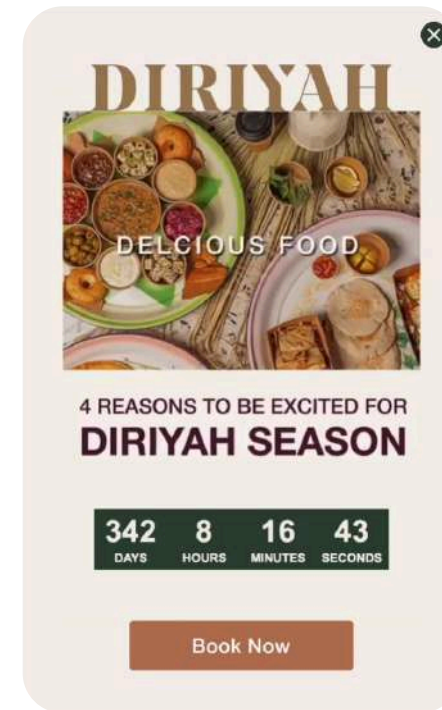 DIRIYAH
DELCIOUS FOOD
4 REASONS TO BE EXCITED FOR
DIRIYAH SEASON
342 8 16 43
DAYS HOURS MINUTES SECONDS
Book Now